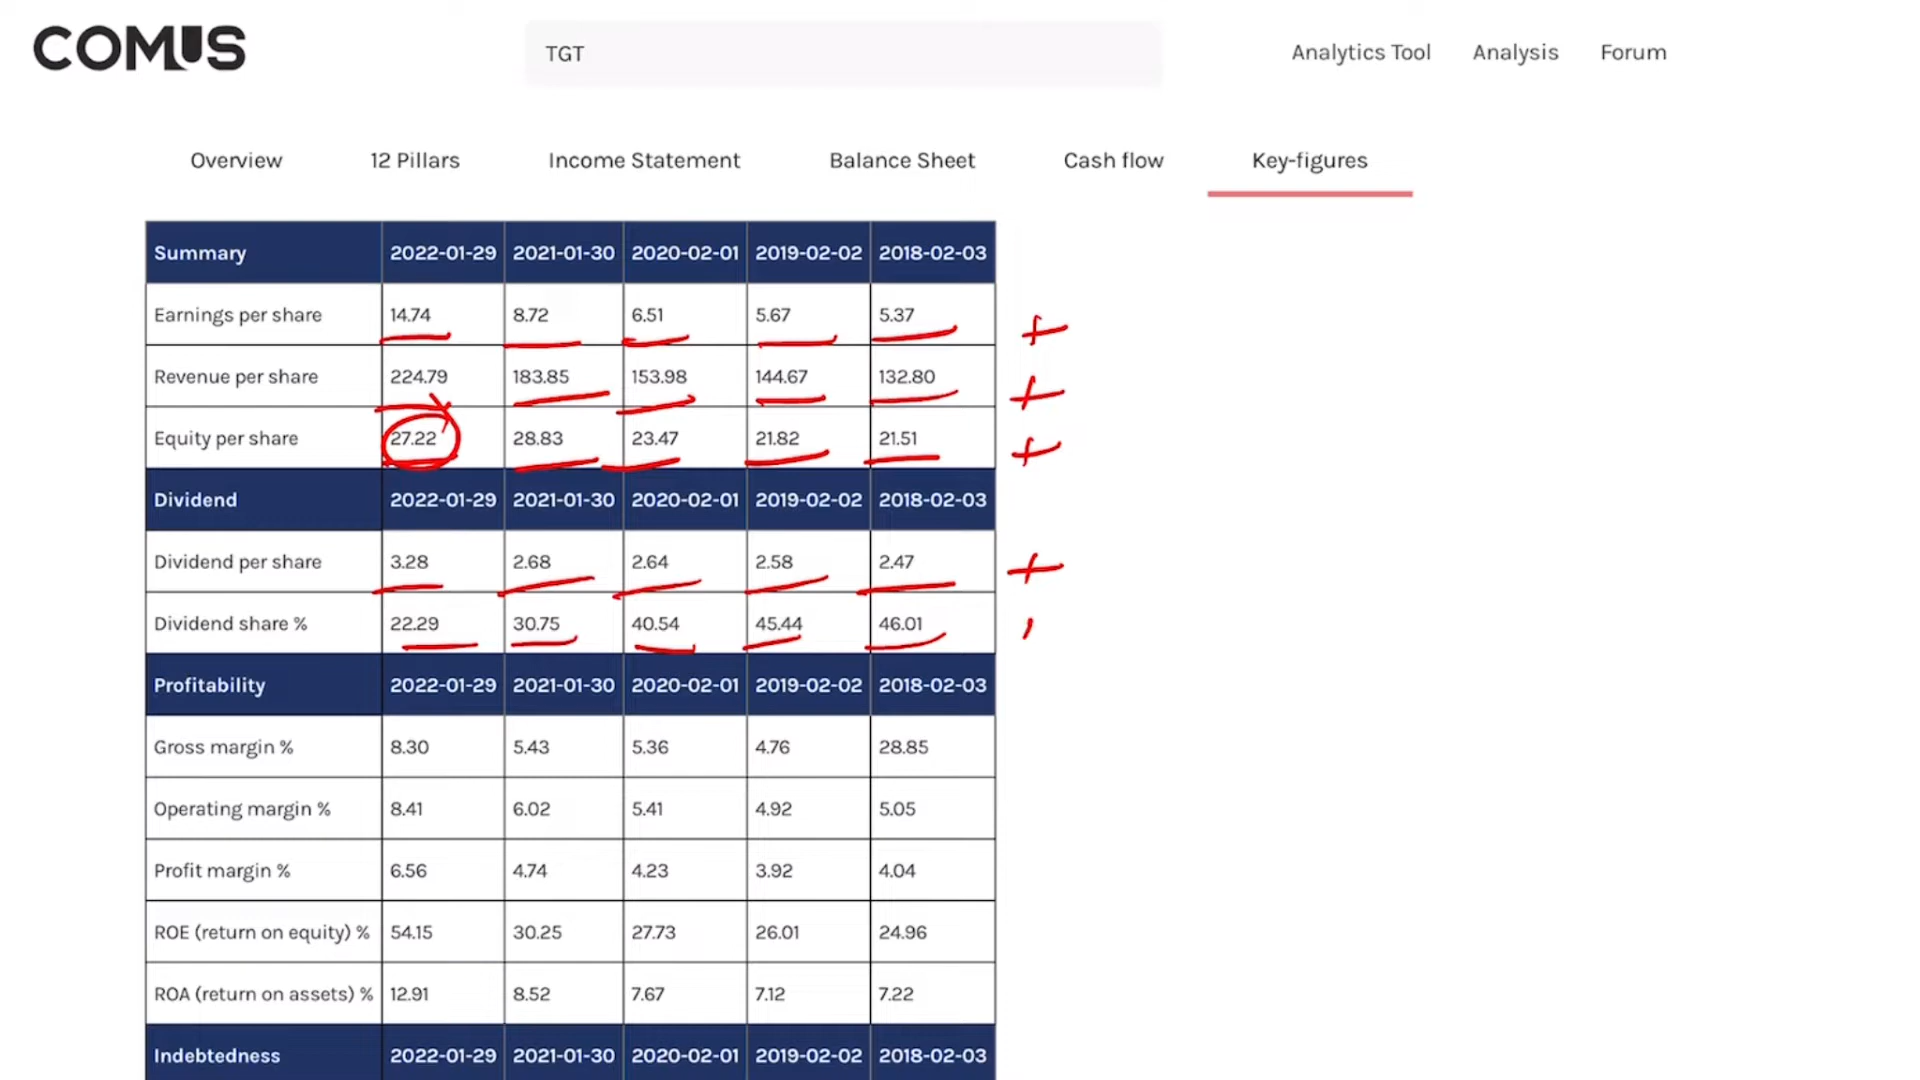 COMUS
TGT
Analytics Tool Analysis Forum
Overview 12 Pillars Income Statement Balance Sheet Cash flow Key-figures
Summary 2022-01-29 2021-01-30 2020-02-01 2019-02-02 2018-02-03
Earnings per share 14.74 8.72 6.51 5.67 5.37 +
Revenue per share 224.79 183.85 153.98 144.67 132.80 +
Equity per share 27.22 28.83 23.47 21.82 21.51 +
Dividend 2022-01-29 2021-01-30 2020-02-01 2019-02-02 2018-02-03
Dividend per share 3.28 2.68 2.64 2.58 2.47 +
Dividend share % 22.29 30.75 40.54 45.44 46.01
Profitability 2022-01-29 2021-01-30 2020-02-01 2019-02-02 2018-02-03
Gross margin % 8.30 5.43 5.36 4.76 28.85
Operating margin % 8.41 6.02 5.41 4.92 5.05
Profit margin % 6.56 4.74 4.23 3.92 4.04
ROE (return on equity) % 54.15 30.25 27.73 26.01 24.96
ROA (return on assets) % 12.91 8.52 7.67 7.12 7.22
Indebtedness 2022-01-29 2021-01-30 2020-02-01 2019-02-02 2018-02-03